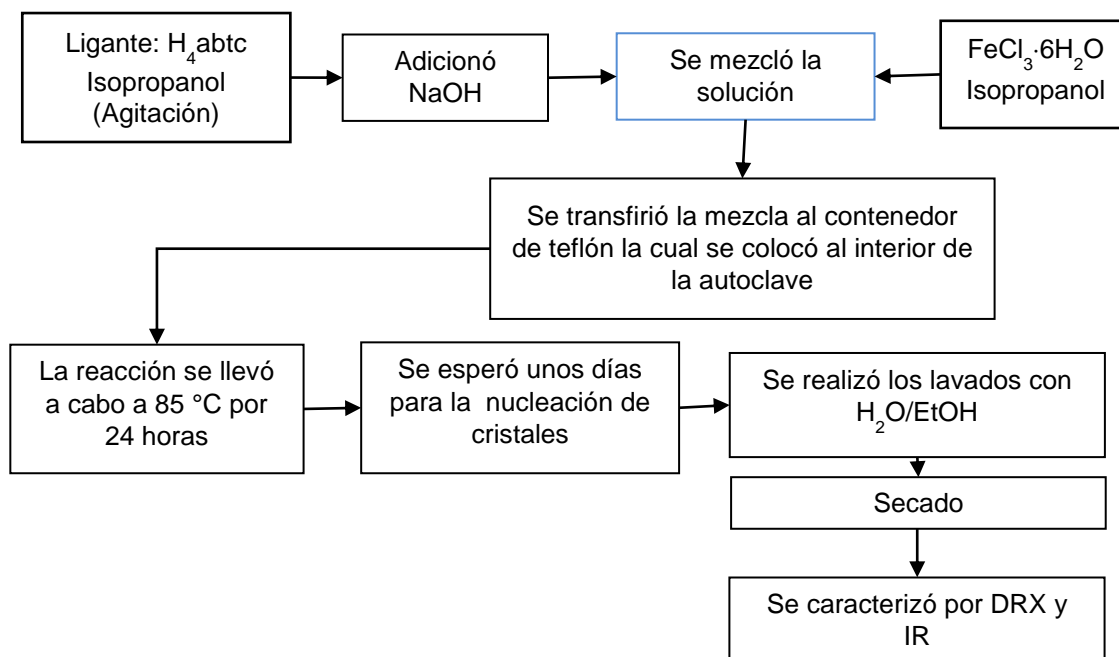 Ligante: H₄abtc
Isopropanol
(Agitación)
Adicionó
NaOH
Se mezcló la
solución
FeCl₃·6H₂O
Isopropanol
Se transfirió la mezcla al contenedor
de teflón la cual se colocó al interior de
la autoclave
La reacción se llevó
a cabo a 85 °C por
24 horas
Se esperó unos días
para la nucleación de
cristales
Se realizó los lavados con
H₂O/EtOH
Secado
Se caracterizó por DRX y
IR